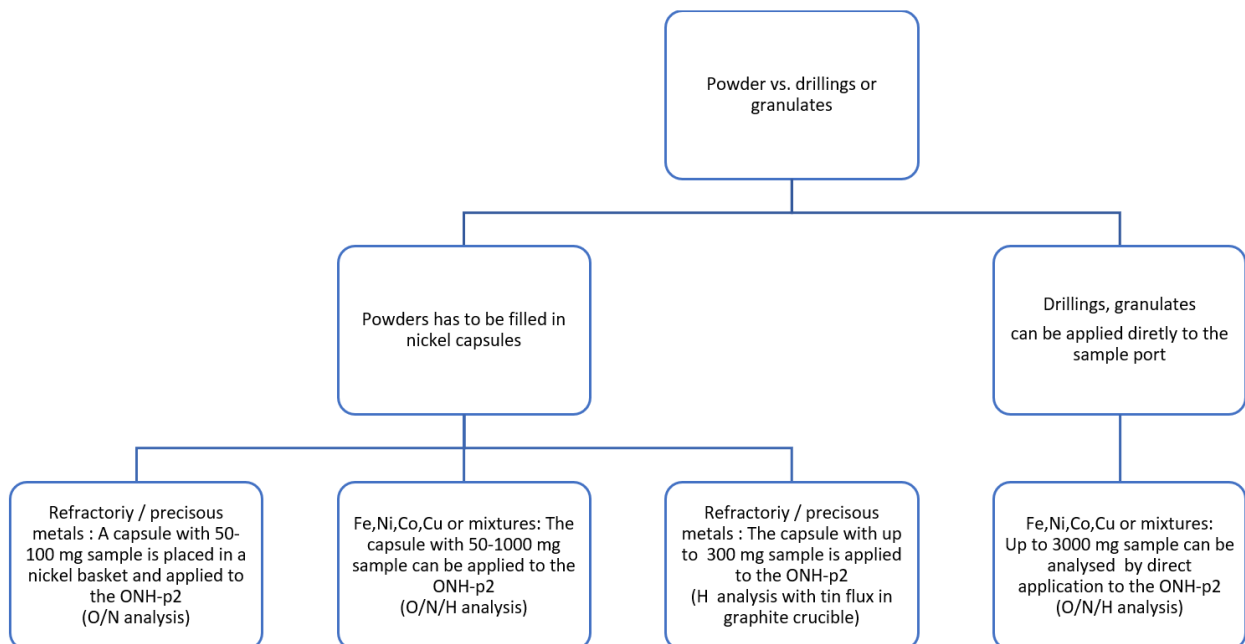 Powder vs. drillings or
granulates
Powders has to be filled in
nickel capsules
Drillings, granulates
can be applied diretly to the
sample port
Refractoriy / precisous
metals : A capsule with 50-
100 mg sample is placed in a
nickel basket and applied to
the ONH-p2
(O/N analysis)
Fe,Ni,Co,Cu or mixtures: The
capsule with 50-1000 mg
sample can be applied to the
ONH-p2
(O/N/H analysis)
Refractoriy / precisous
metals : The capsule with up
to  300 mg sample is applied
to the ONH-p2
(H  analysis with tin flux in
graphite crucible)
Fe,Ni,Co,Cu or mixtures:
Up to 3000 mg sample can be
analysed  by direct
application to the ONH-p2
(O/N/H analysis)